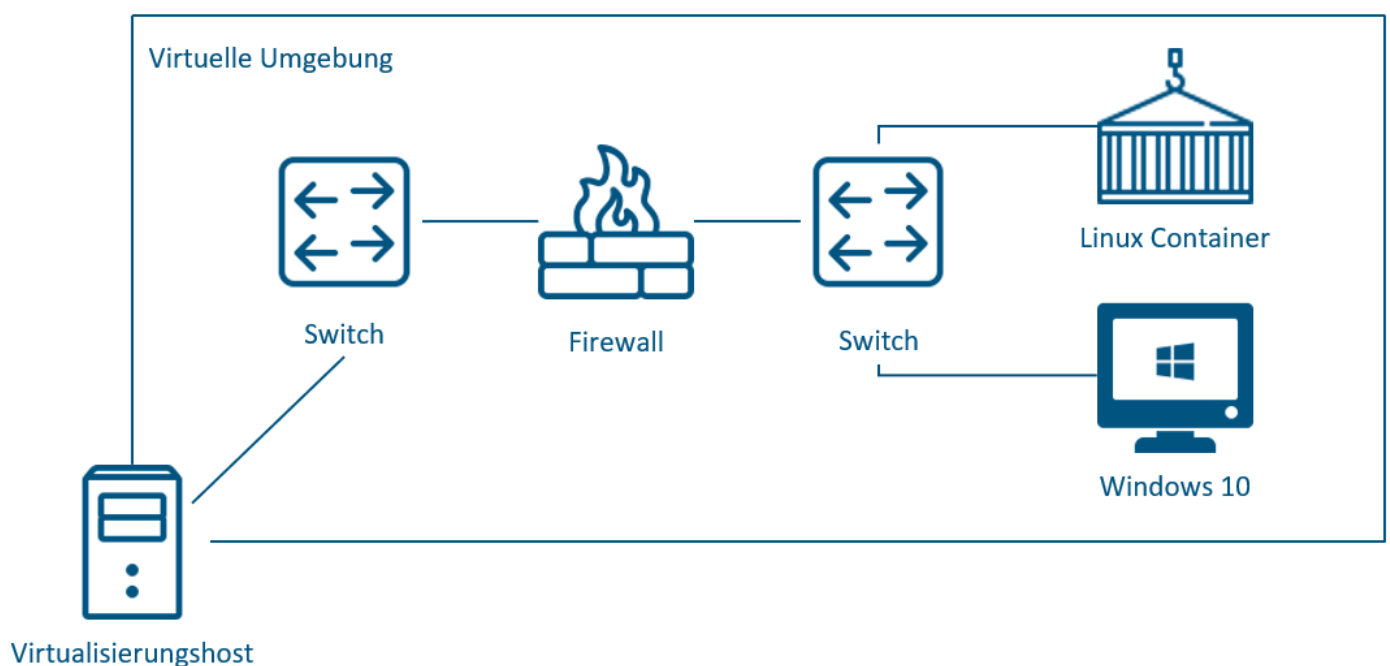 Virtuelle Umgebung
Linux Container
Switch
Firewall
Switch
Windows 10
Virtualisierungshost